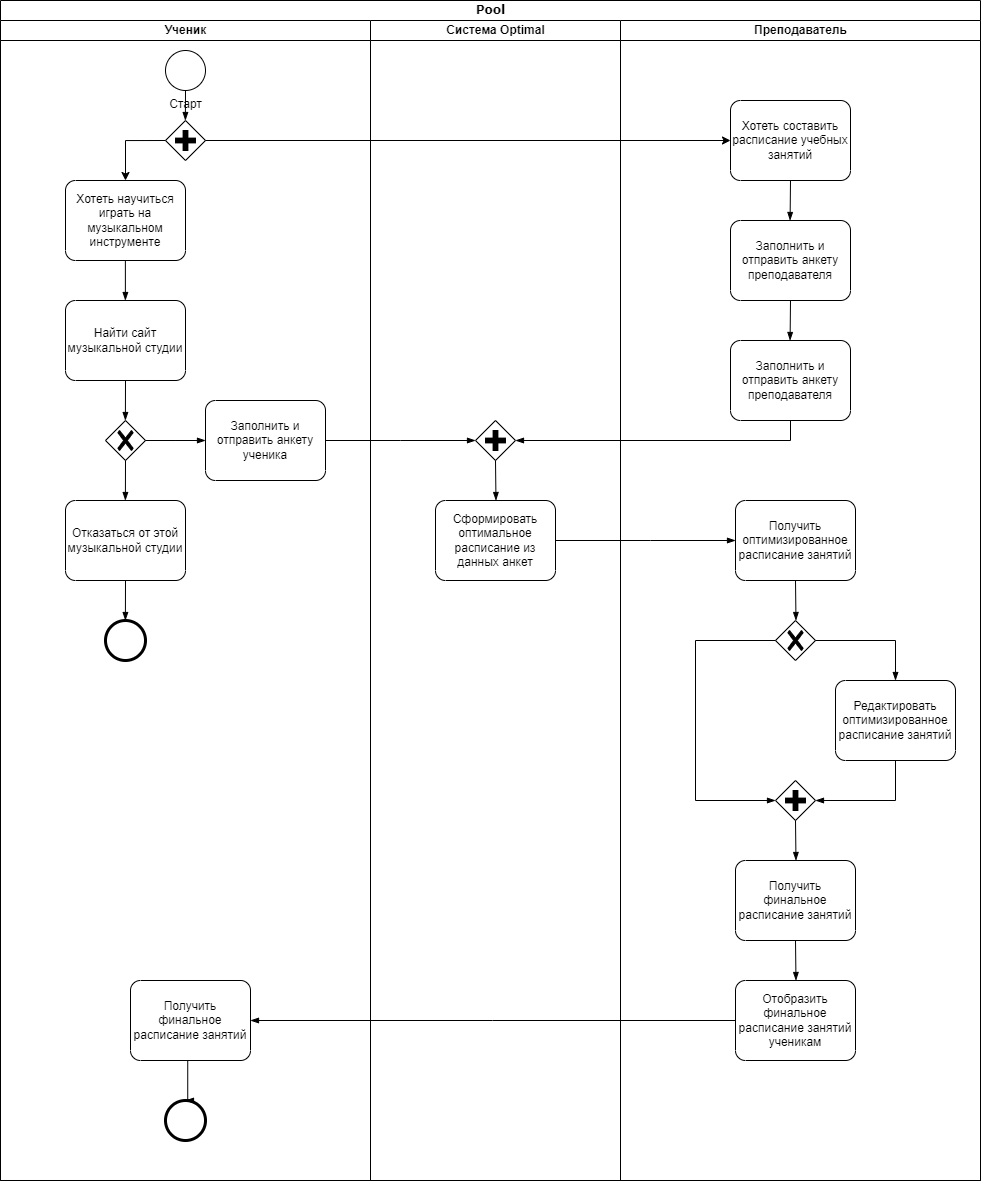 Pool
Ученик
Система Optimal
Преподаватель
Старт
Хотеть составить
расписание учебных
занятий
Хотеть научиться
играть на
музыкальном
инструменте
Заполнить и
отправить анкету
преподавателя
Найти сайт
музыкальной студии
Заполнить и
отправить анкету
преподавателя
Заполнить и
отправить анкету
ученика
Отказаться от этой
музыкальной студии
Сформировать
оптимальное
расписание из
данных анкет
Получить
оптимизированное
расписание занятий
Редактировать
оптимизированное
расписание занятий
Получить
финальное
расписание занятий
Получить
финальное
расписание занятий
Отобразить
финальное
расписание занятий
ученикам